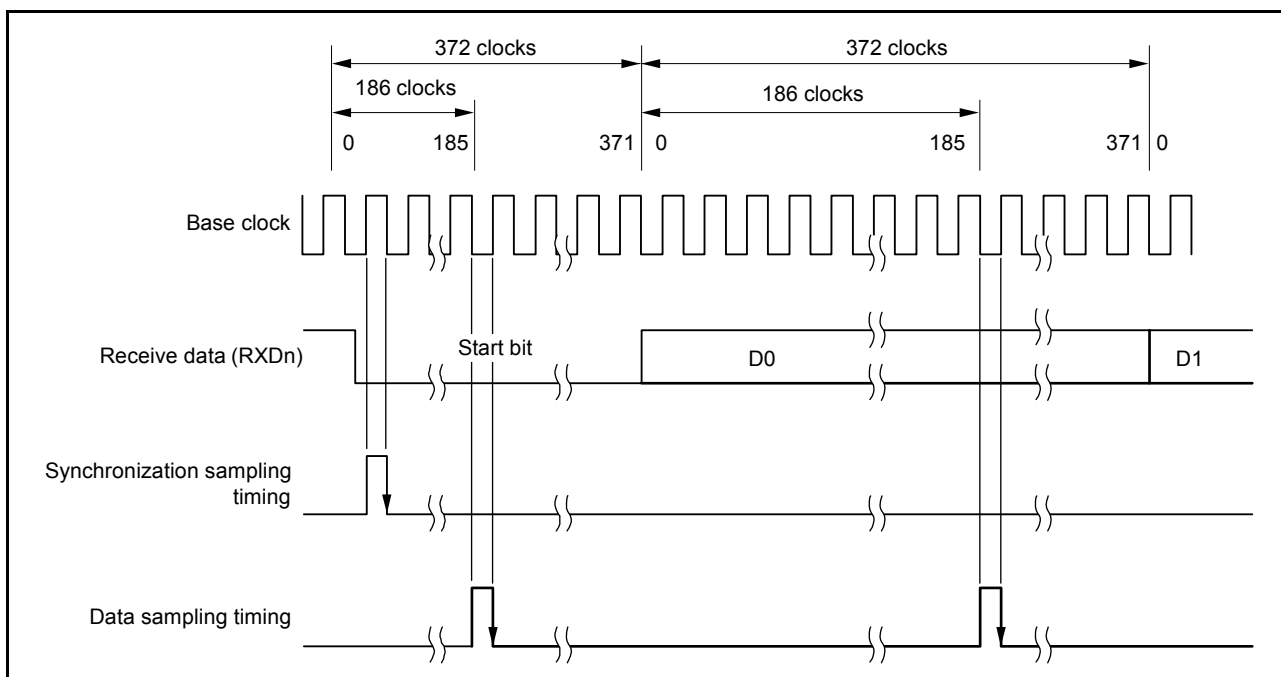 372 clocks 372 clocks
186 clocks 186 clocks
0 185 371 0 185 371 0
Base clock
Receive data (RXDn)
Start bit
D0
D1
Synchronization sampling
timing
Data sampling timing